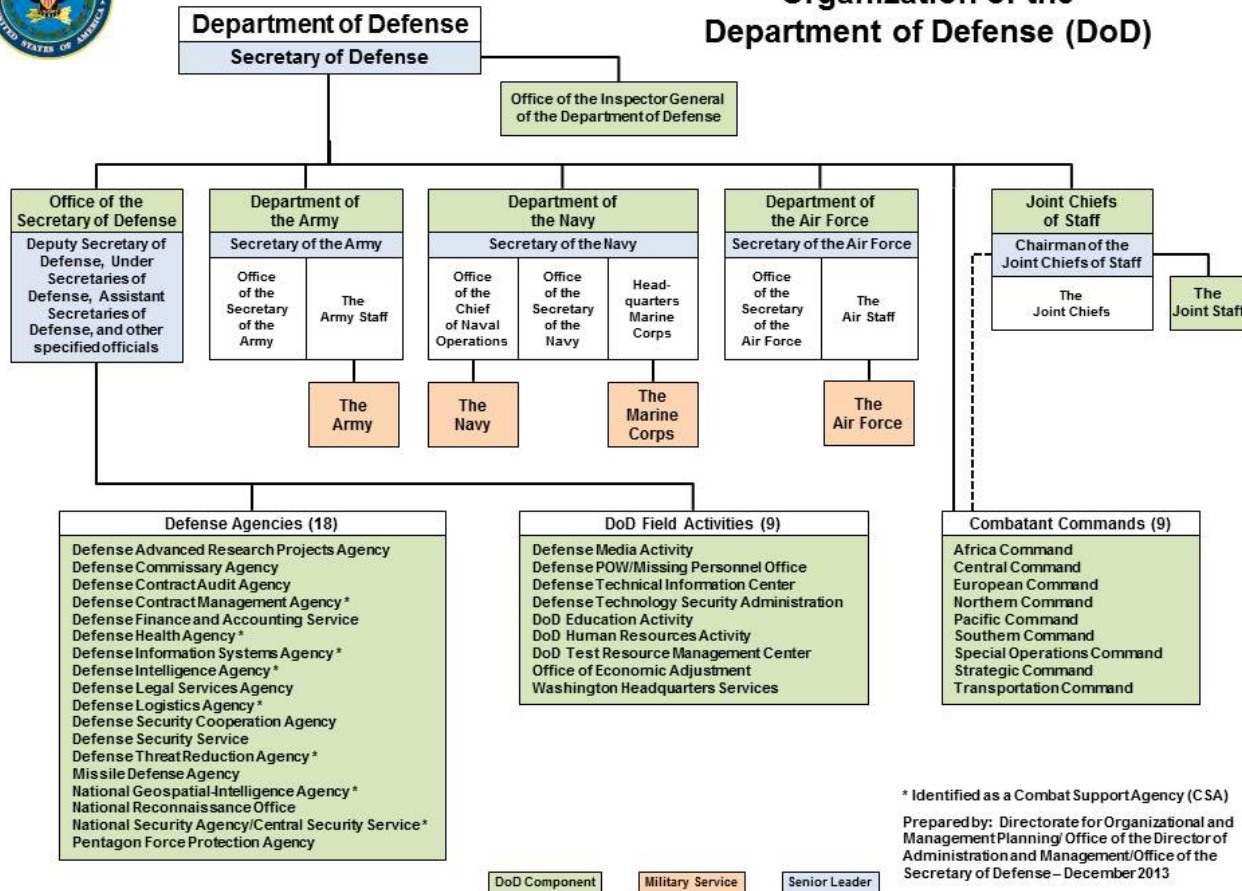 UNITED STATES OF AMERICA
Organization of the
Department of Defense (DoD)
Department of Defense
Secretary of Defense
Office of the Inspector General
of the Department of Defense
Office of the
Secretary of Defense
Deputy Secretary of
Defense, Under
Secretaries of
Defense, Assistant
Secretaries of
Defense, and other
specified officials
Department of
the Army
Secretary of the Army
Office
of the
Secretary
of the
Army
The
Army Staff
The
Army
Department of
the Navy
Secretary of the Navy
Office
of the
Chief
of Naval
Operations
Office
of the
Secretary
of the
Navy
Head-
quarters
Marine
Corps
The
Navy
The
Marine
Corps
Department of
the Air Force
Secretary of the Air Force
Office
of the
Secretary
of the
Air Force
The
Air Staff
The
Air Force
Joint Chiefs
of Staff
Chairman of the
Joint Chiefs of Staff
The
Joint Chiefs
The
Joint Staff
Defense Agencies (18)
Defense Advanced Research Projects Agency
Defense Commissary Agency
Defense Contract Audit Agency
Defense Contract Management Agency *
Defense Finance and Accounting Service
Defense Health Agency *
Defense Information Systems Agency *
Defense Intelligence Agency *
Defense Legal Services Agency
Defense Logistics Agency *
Defense Security Cooperation Agency
Defense Security Service
Defense Threat Reduction Agency *
Missile Defense Agency
National Geospatial-Intelligence Agency *
National Reconnaissance Office
National Security Agency/Central Security Service*
Pentagon Force Protection Agency
DoD Field Activities (9)
Defense Media Activity
Defense POW/Missing Personnel Office
Defense Technical Information Center
Defense Technology Security Administration
DoD Education Activity
DoD Human Resources Activity
DoD Test Resource Management Center
Office of Economic Adjustment
Washington Headquarters Services
Combatant Commands (9)
Africa Command
Central Command
European Command
Northern Command
Pacific Command
Southern Command
Special Operations Command
Strategic Command
Transportation Command
* Identified as a Combat Support Agency (CSA)
Prepared by: Directorate for Organizational and
Management Planning/ Office of the Director of
Administration and Management/Office of the
Secretary of Defense – December 2013
DoD Component
Military Service
Senior Leader